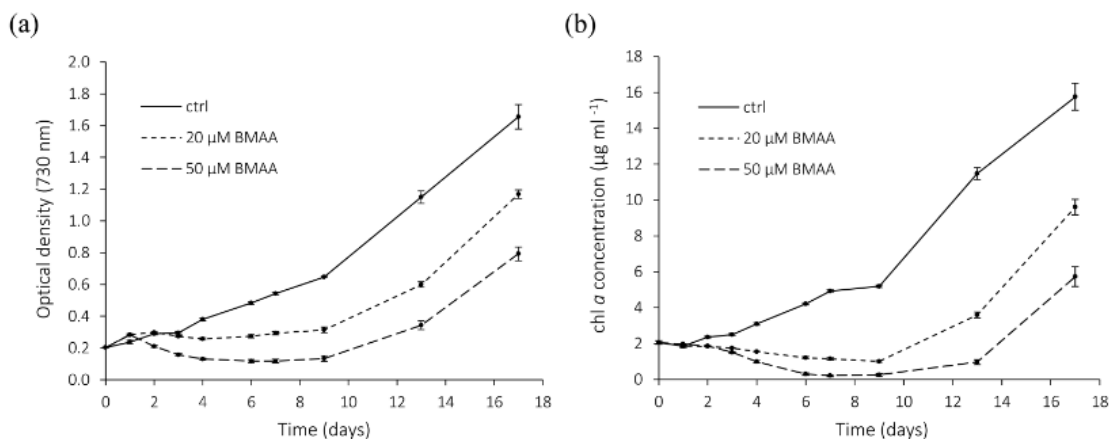 (a)
2.0
1.8
1.6
1.4
1.2
1.0
0.8
0.6
0.4
0.2
0.0
Optical density (730 nm)
ctrl
20 µM BMAA
50 µM BMAA
0 2 4 6 8 10 12 14 16 18
Time (days)
(b)
18
16
14
12
10
8
6
4
2
0
chl a concentration (µg ml -1)
ctrl
20 µM BMAA
50 µM BMAA
0 2 4 6 8 10 12 14 16 18
Time (days)